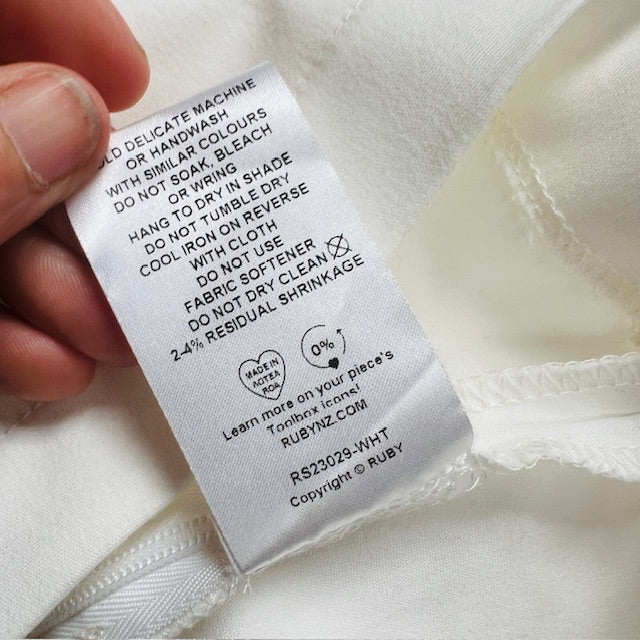 OLD DELICATE MACHINE
OR HANDWASH
WITH SIMILAR COLOURS
DO NOT SOAK, BLEACH
OR WRING
HANG TO DRY IN SHADE
DO NOT TUMBLE DRY
COOL IRON ON REVERSE
WITH CLOTH
DO NOT USE
FABRIC SOFTENER
DO NOT DRY CLEAN
2-4% RESIDUAL SHRINKAGE
MADE IN
AOTEA
ROA
0%
Learn more on your piece's
Toolbox icons!
RUBYNZ.COM
RS23029-WHT
Copyright © RUBY